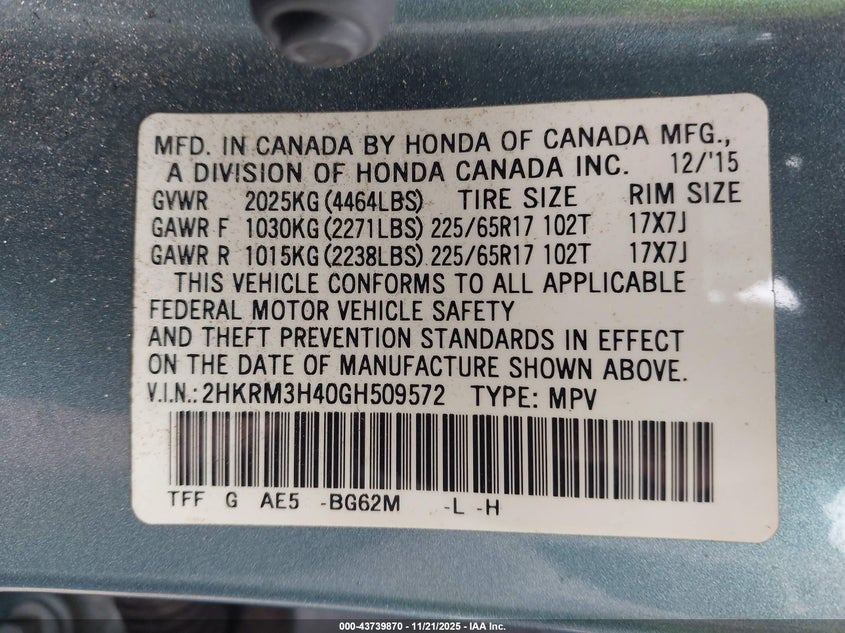 MFD. IN CANADA BY HONDA OF CANADA MFG.,
A DIVISION OF HONDA CANADA INC. 12/'15
GVWR 2025KG (4464LBS) TIRE SIZE RIM SIZE
GAWR F 1030KG (2271LBS) 225/65R17 102T 17X7J
GAWR R 1015KG (2238LBS) 225/65R17 102T 17X7J
THIS VEHICLE CONFORMS TO ALL APPLICABLE
FEDERAL MOTOR VEHICLE SAFETY
AND THEFT PREVENTION STANDARDS IN EFFECT
ON THE DATE OF MANUFACTURE SHOWN ABOVE.
V.I.N.: 2HKRM3H40GH509572 TYPE: MPV
TFF G AE5 -BG62M -L -H
000-43739870 | 11/21/2025 | IAA Inc.